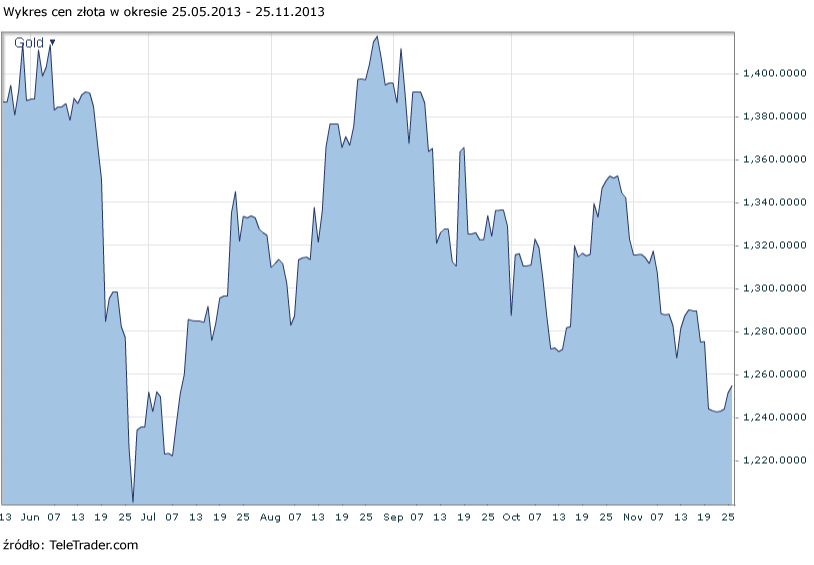 Wykres cen złota w okresie 25.05.2013 - 25.11.2013
Gold ▼
1,400.0000
1,380.0000
1,360.0000
1,340.0000
1,320.0000
1,300.0000
1,280.0000
1,260.0000
1,240.0000
1,220.0000
13 Jun 07 13 19 25 Jul 07 13 19 25 Aug 07 13 19 25 Sep 07 13 19 25 Oct 07 13 19 25 Nov 07 13 19 25
źródło: TeleTrader.com